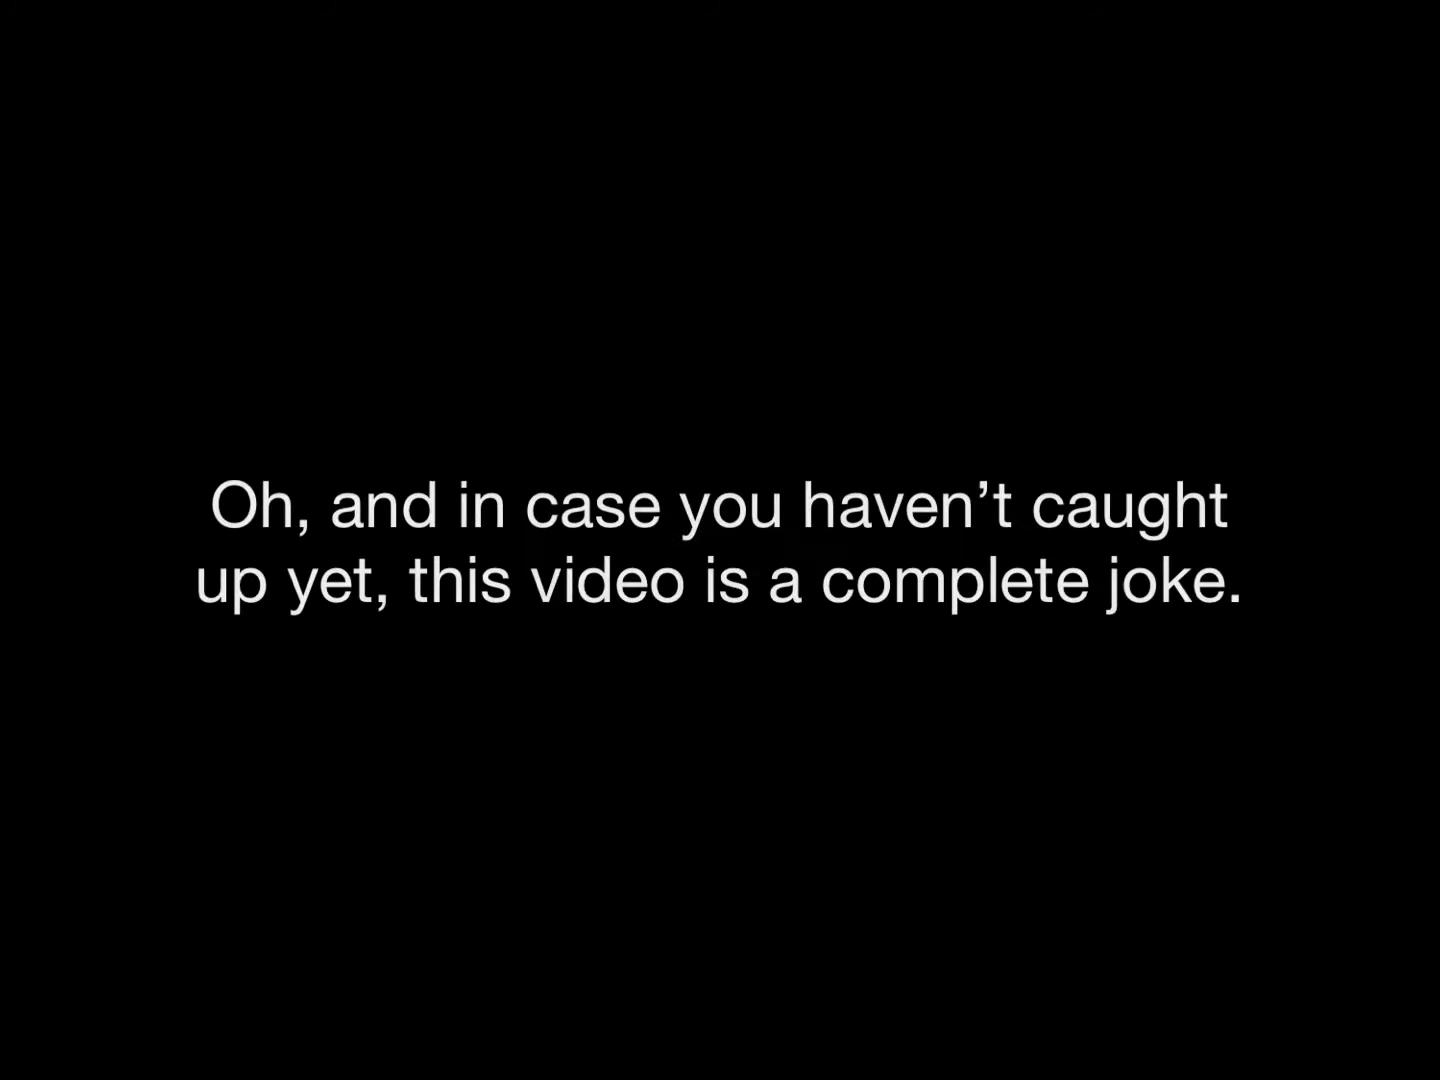 Oh, and in case you haven’t caught
up yet, this video is a complete joke.